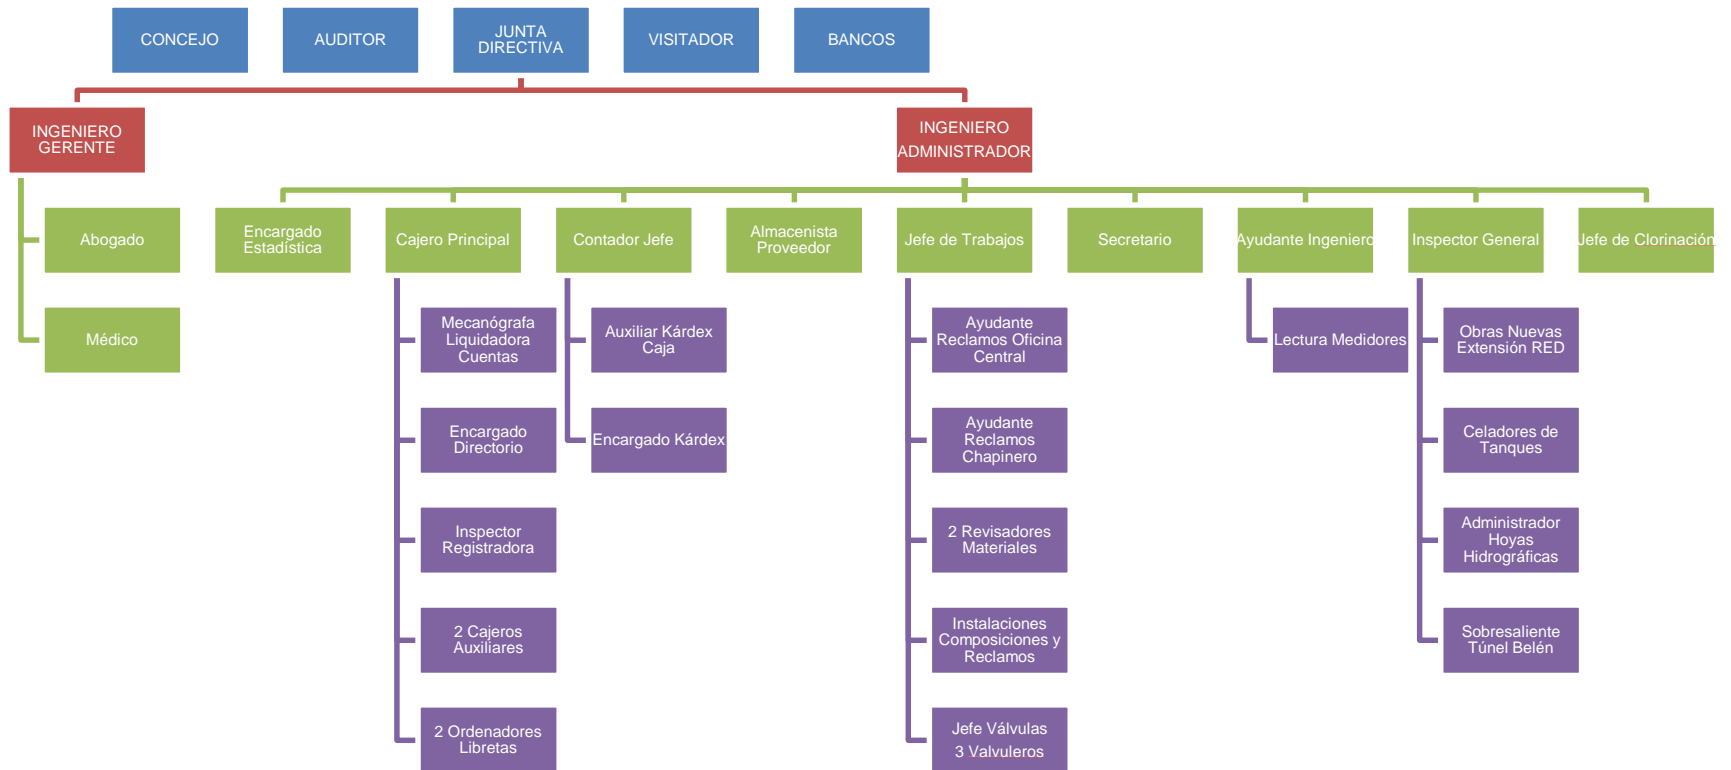 CONCEJO
AUDITOR
JUNTA
DIRECTIVA
VISITADOR
BANCOS
INGENIERO
GERENTE
INGENIERO
ADMINISTRADOR
Abogado
Encargado
Estadística
Cajero Principal
Contador Jefe
Almacenista
Proveedor
Jefe de Trabajos
Secretario
Ayudante Ingeniero
Inspector General
Jefe de Clorinación
Médico
Mecanógrafa
Liquidadora
Cuentas
Auxiliar Kárdex
Caja
Ayudante
Reclamos Oficina
Central
Lectura Medidores
Obras Nuevas
Extensión RED
Encargado
Directorio
Encargado Kárdex
Ayudante
Reclamos
Chapinero
Celadores de
Tanques
Inspector
Registradora
2 Revisadores
Materiales
Administrador
Hoyas
Hidrográficas
2 Cajeros
Auxiliares
Instalaciones
Composiciones y
Reclamos
Sobresaliente
Túnel Belén
2 Ordenadores
Libretas
Jefe Válvulas
3 Valvuleros